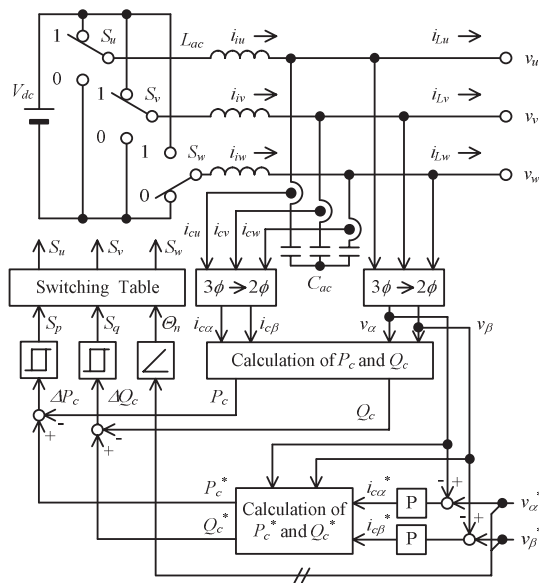 1 S_u L_ac i_iu i_Lu v_u
0
V_dc 1 S_v i_iv i_Lv v_v
0 1 S_w i_iw i_Lw v_w
0
i_cu i_cv i_cw
S_u S_v S_w
Switching Table 3ϕ→2ϕ C_ac 3ϕ→2ϕ
S_p S_q Θ_n i_cα i_cβ v_α v_β
Calculation of P_c and Q_c
ΔP_c ΔQ_c P_c Q_c
- + - +
P_c^* Calculation of i_cα^* P - + v_α^*
Q_c^* P_c^* and Q_c^* i_cβ^* P - + v_β^*